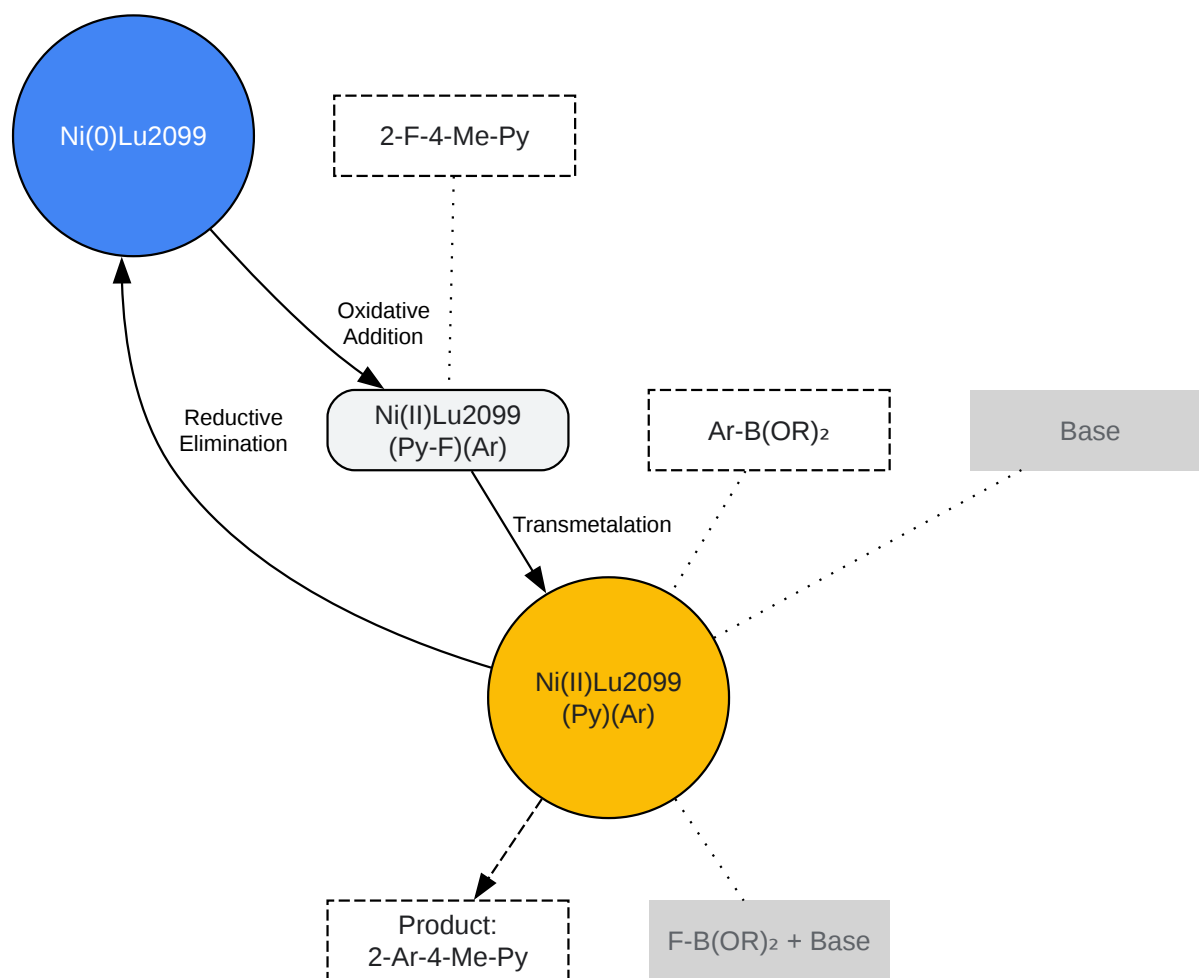 Ni(0)Lu2099
2-F-4-Me-Py
Oxidative
Addition
Reductive
Elimination
Ni(II)Lu2099
(Py-F)(Ar)
Ar-B(OR)₂
Base
Transmetalation
Ni(II)Lu2099
(Py)(Ar)
Product:
2-Ar-4-Me-Py
F-B(OR)₂ + Base